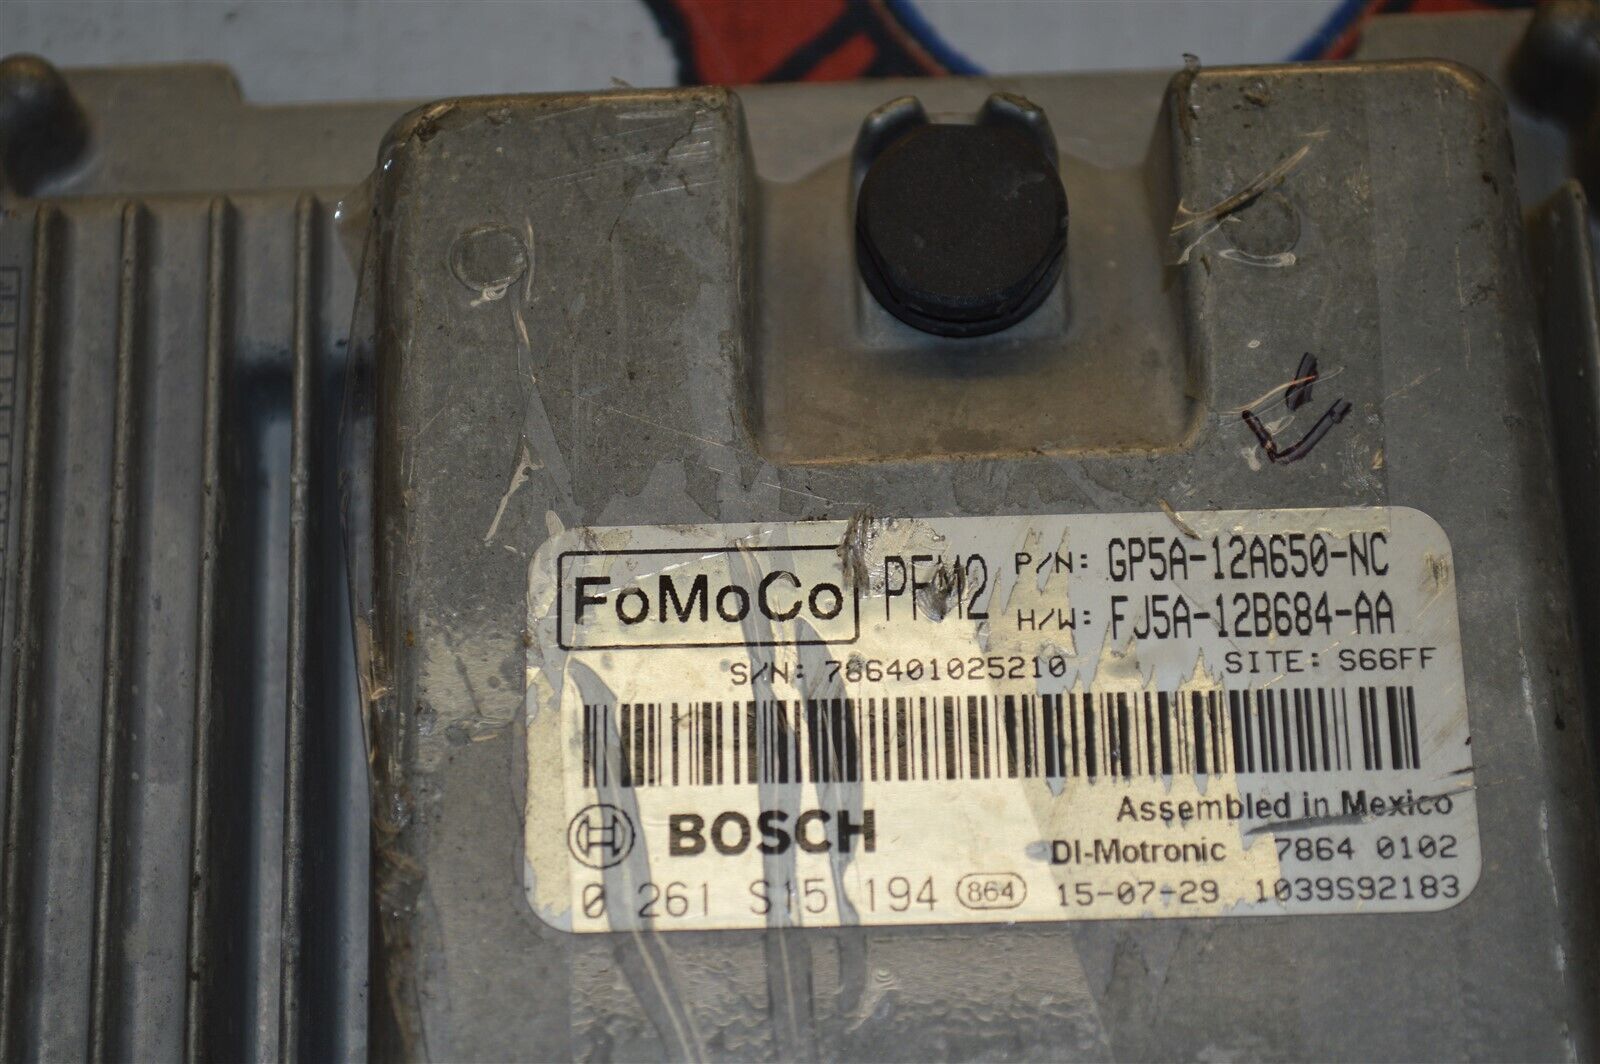 FoMoCo PFM2 P/N: GP5A-12A650-NC
H/W: FJ5A-12B684-AA
S/N: 786401025210 SITE: S66FF
BOSCH Assembled in Mexico
DI-Motronic 7864 0102
0 261 S15 194 864 15-07-29 1039S92183